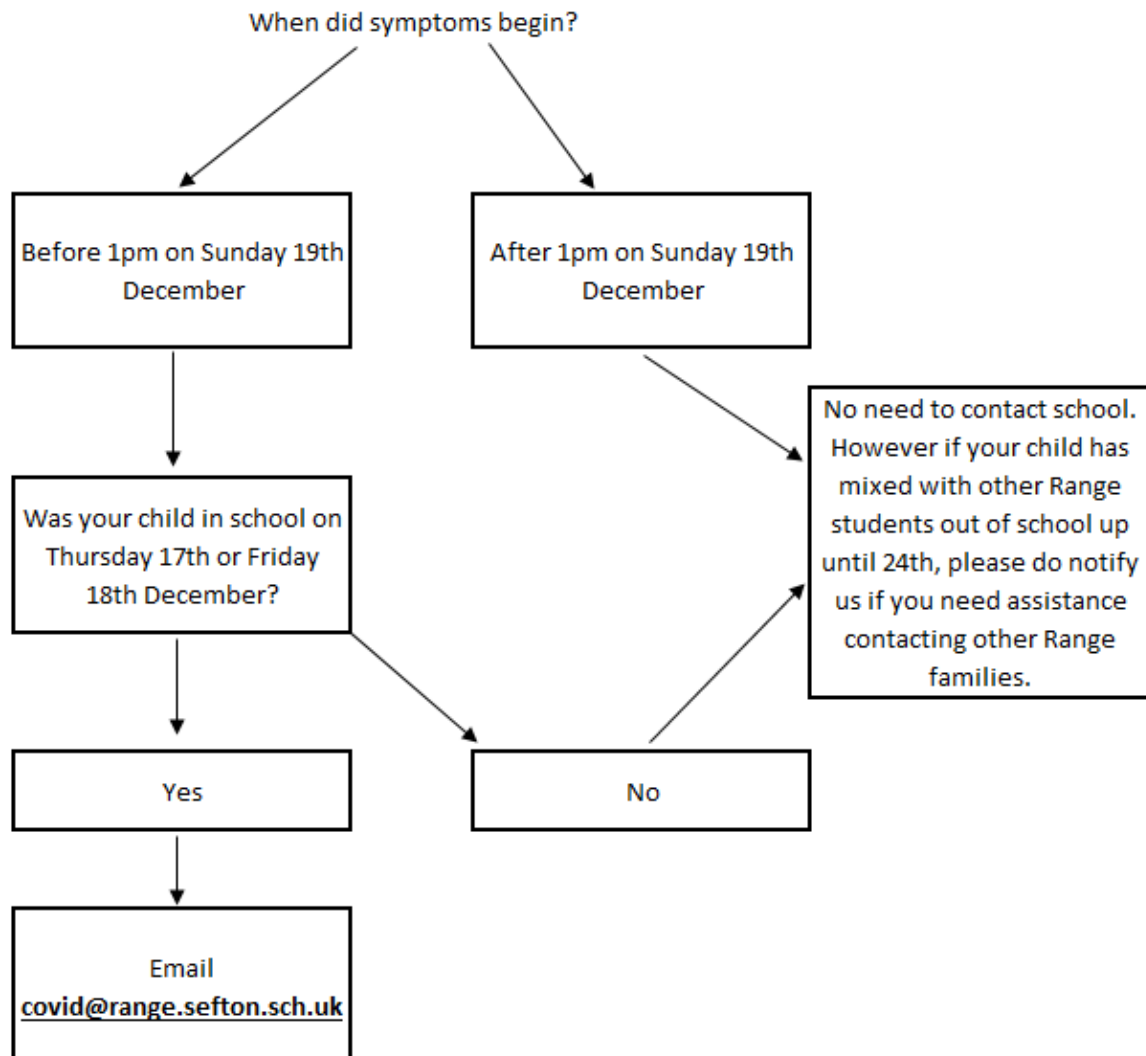 When did symptoms begin?
Before 1pm on Sunday 19th
December
After 1pm on Sunday 19th
December
No need to contact school.
However if your child has
mixed with other Range
students out of school up
until 24th, please do notify
us if you need assistance
contacting other Range
families.
Was your child in school on
Thursday 17th or Friday
18th December?
Yes
No
Email
covid@range.sefton.sch.uk